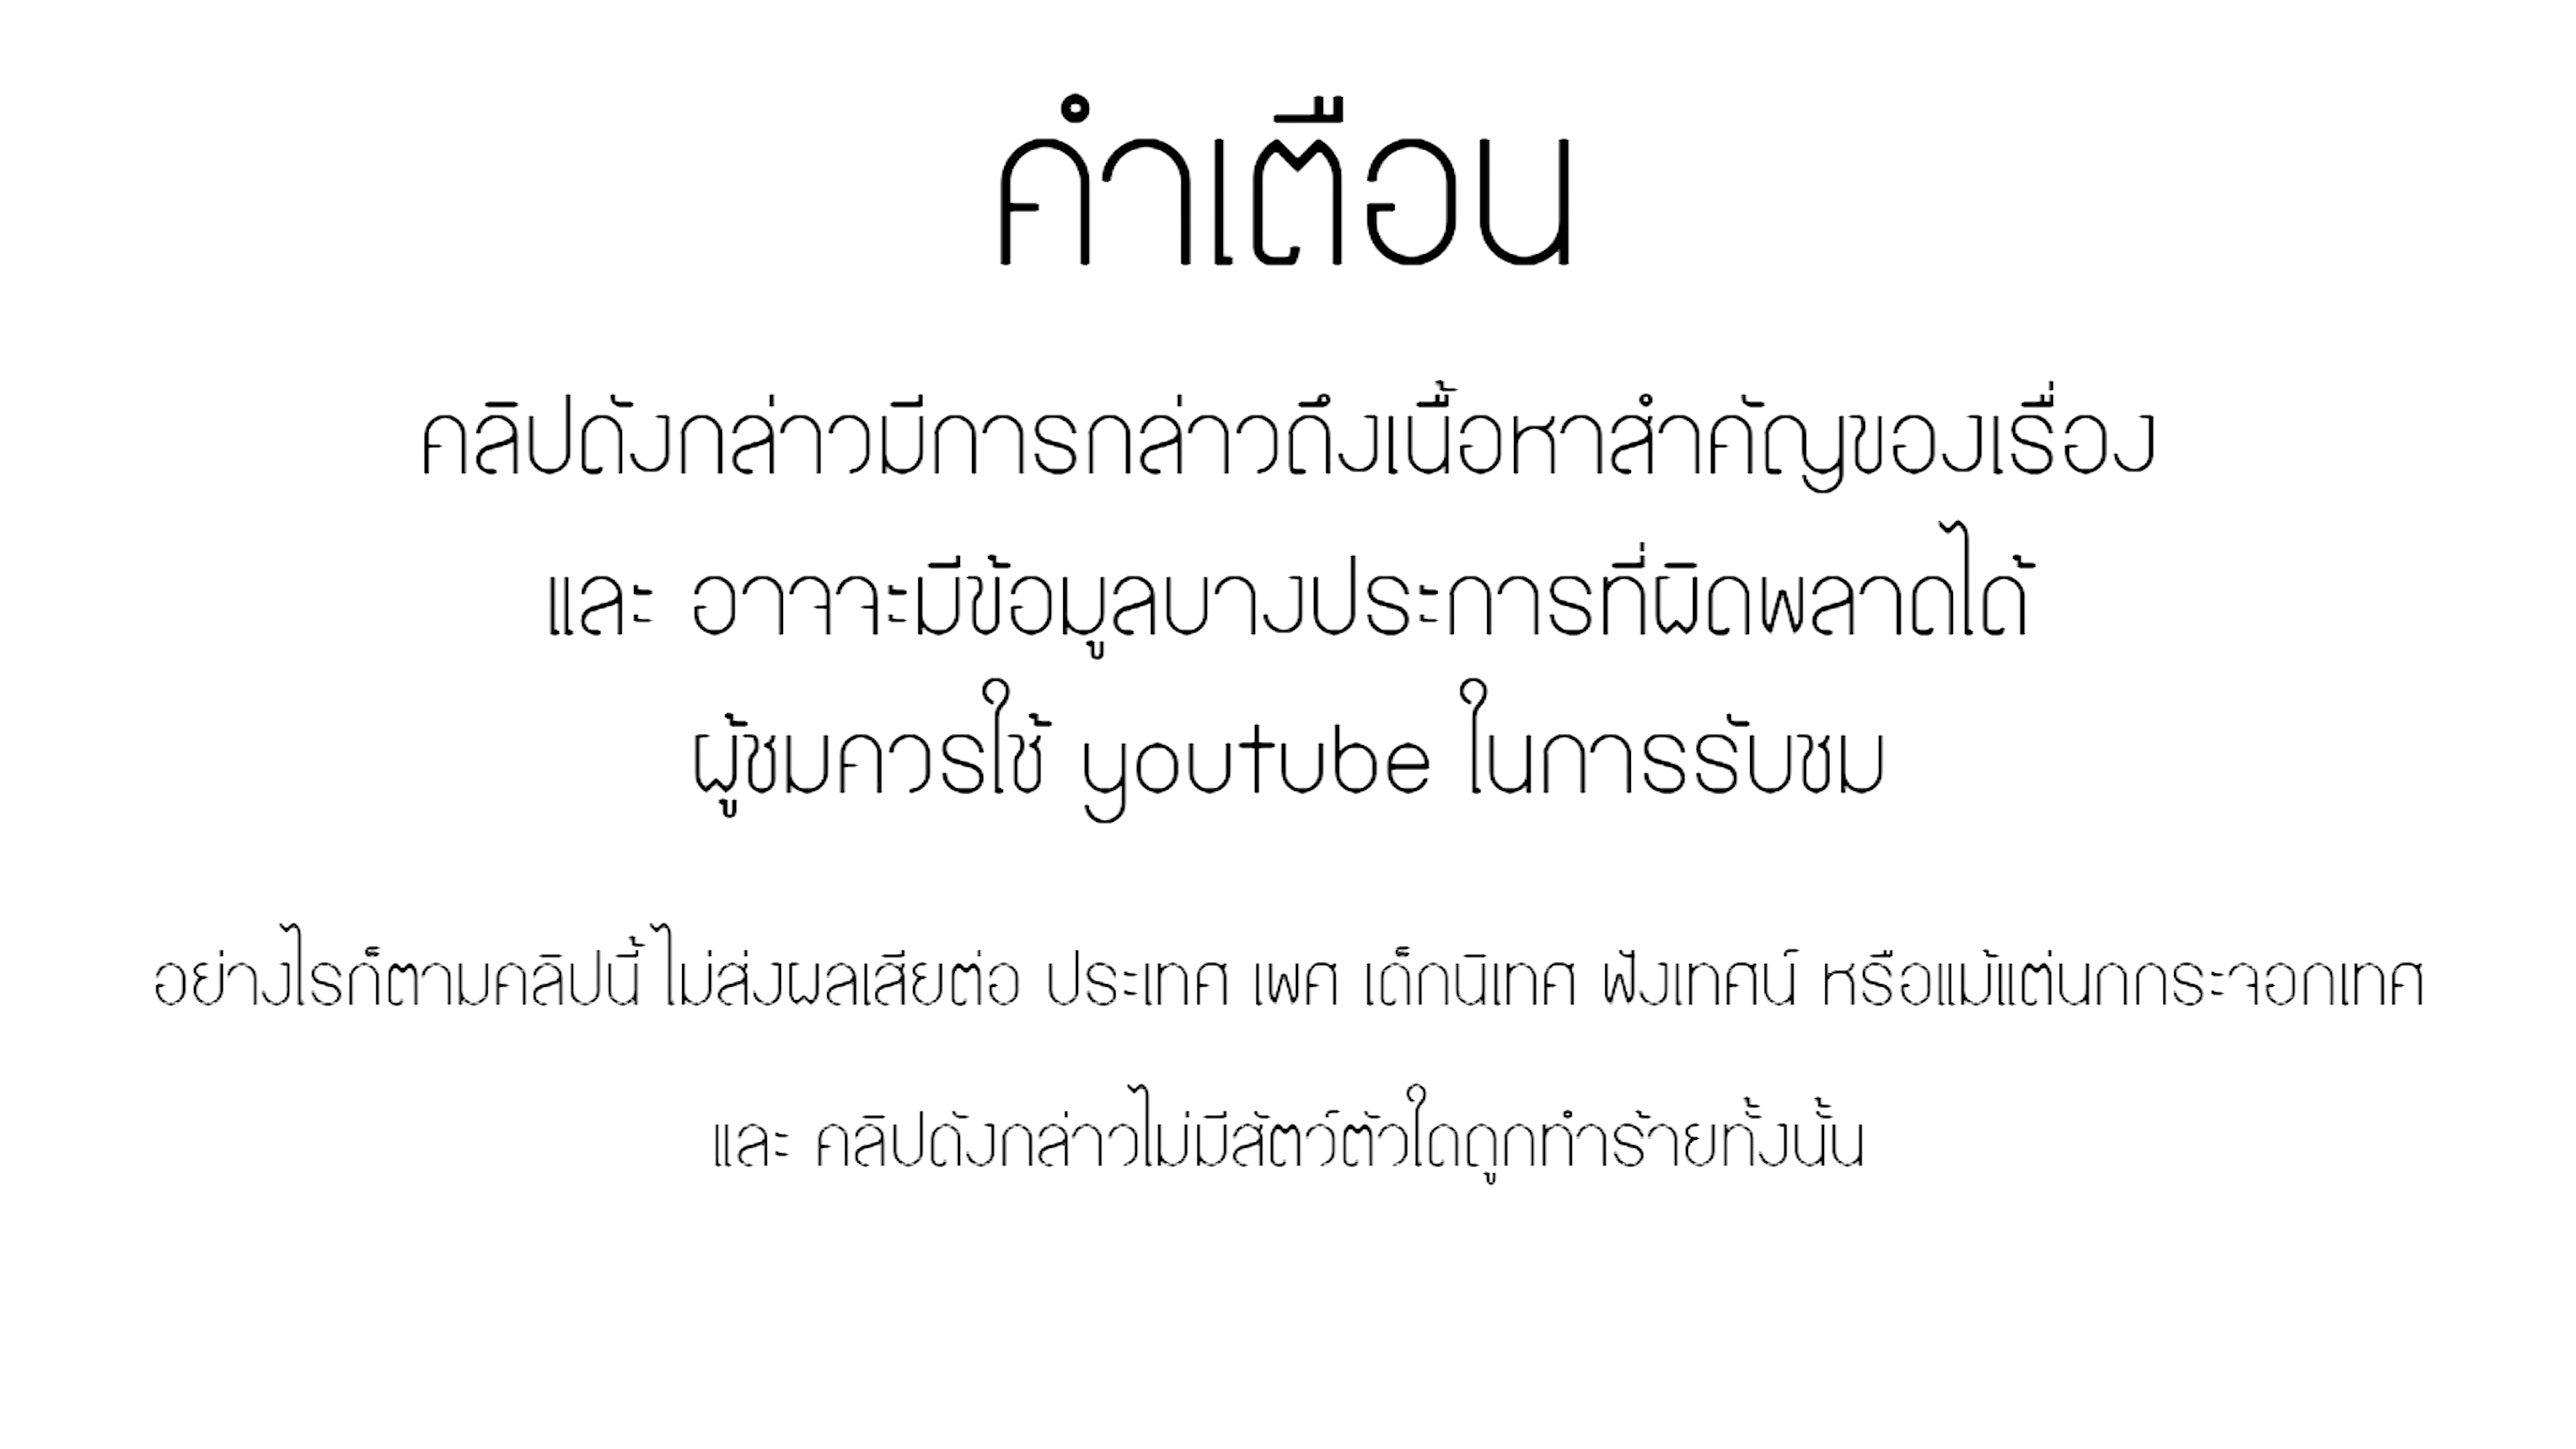 คำเตือน
คลิปดังกล่าวมีการกล่าวถึงเนื้อหาสำคัญของเรื่อง
และ อาจจะมีข้อมูลบางประการที่ผิดพลาดได้
ผู้ชมควรใช้ youtube ในการรับชม
อย่างไรก็ตามคลิปนี้ ไม่ส่งผลเสียต่อ ประเทศ เพศ เด็กนิเทศ ฟังเทศน์ หรือแม้แต่นกกระจอกเทศ
และ คลิปดังกล่าวไม่มีสัตว์ตัวใดถูกทำร้ายทั้งนั้น